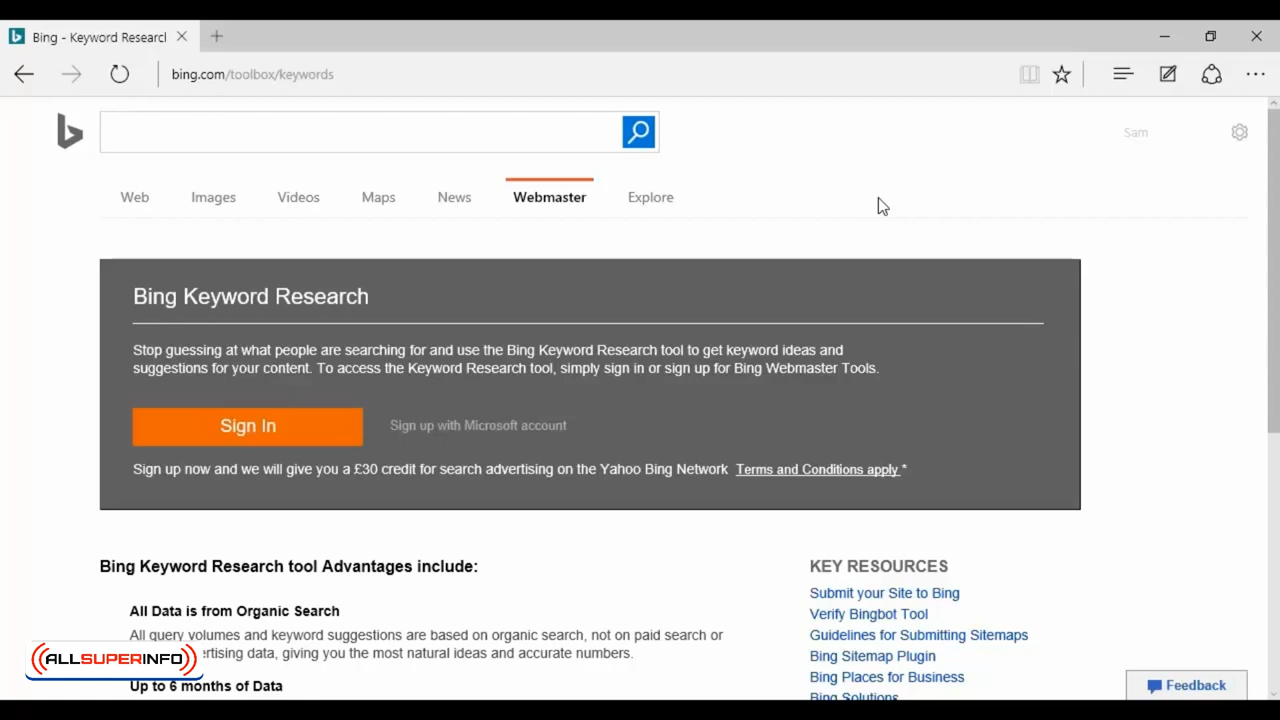 Bing - Keyword Researcl
bing.com/toolbox/keywords
Sam
Web Images Videos Maps News Webmaster Explore
Bing Keyword Research
Stop guessing at what people are searching for and use the Bing Keyword Research tool to get keyword ideas and
suggestions for your content. To access the Keyword Research tool, simply sign in or sign up for Bing Webmaster Tools.
Sign In Sign up with Microsoft account
Sign up now and we will give you a £30 credit for search advertising on the Yahoo Bing Network Terms and Conditions apply *
Bing Keyword Research tool Advantages include:
All Data is from Organic Search
All query volumes and keyword suggestions are based on organic search, not on paid search or
ertising data, giving you the most natural ideas and accurate numbers.
Up to 6 months of Data
KEY RESOURCES
Submit your Site to Bing
Verify Bingbot Tool
Guidelines for Submitting Sitemaps
Bing Sitemap Plugin
Bing Places for Business
Bing Solutions
Feedback
ALLSUPERINFO